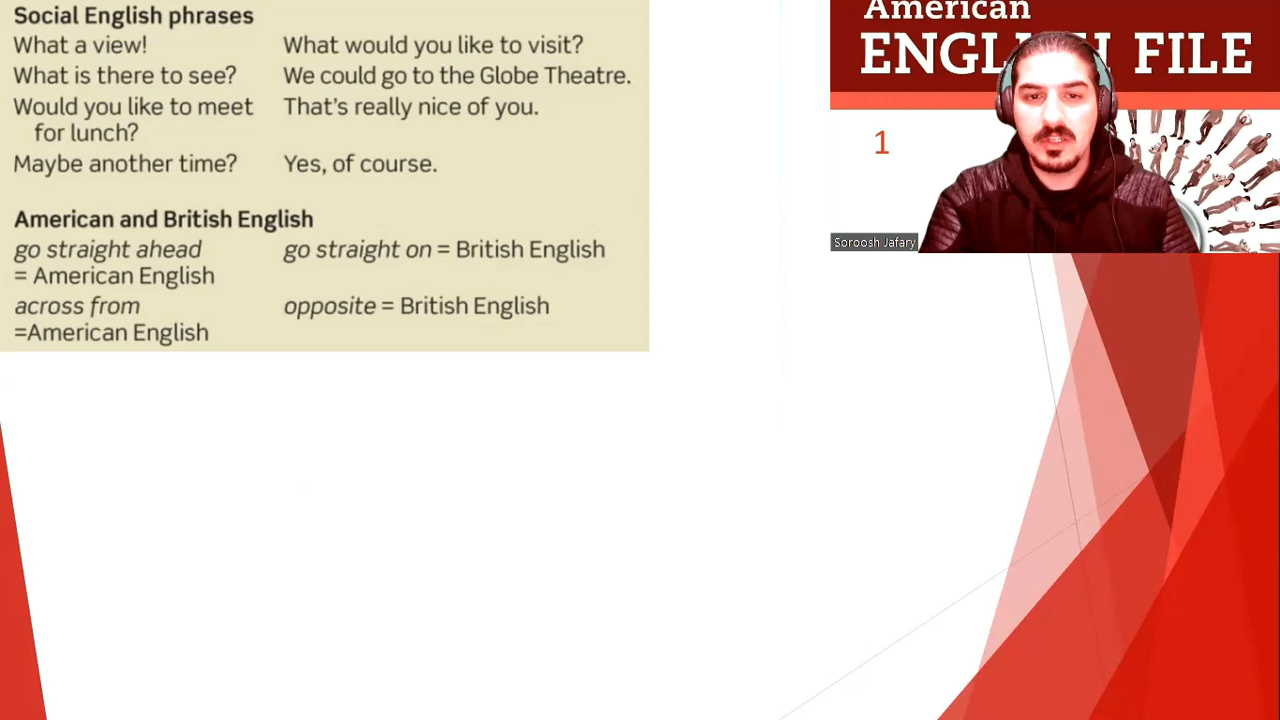 Social English phrases
What a view!
What is there to see?
Would you like to meet
for lunch?
Maybe another time?
What would you like to visit?
We could go to the Globe Theatre.
That's really nice of you.
Yes, of course.
American and British English
go straight ahead
= American English
go straight on = British English
across from
=American English
opposite = British English
American
ENGLISH FILE
1
Soroosh Jafary